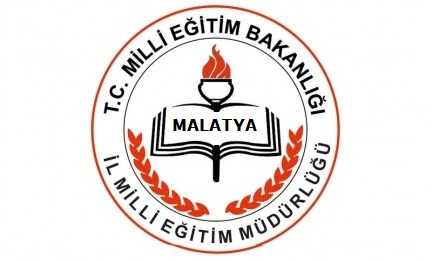 T.C. MİLLİ EĞİTİM BAKANLIĞI
MALATYA
İL MİLLİ EĞİTİM MÜDÜRLÜĞÜ